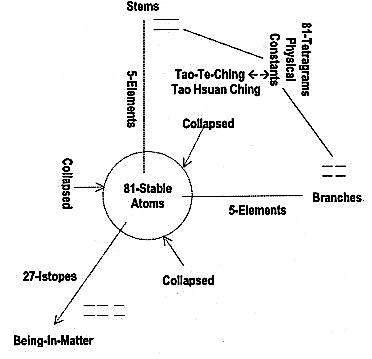 Stems
81-Tetragrams
Physical
Constants
5-Elements
Tao-Te-Ching
Tao Hsuan Ching
Collapsed
Collapsed
81-Stable
Atoms
5-Elements
Branches
Collapsed
27-Istopes
Being-In-Matter